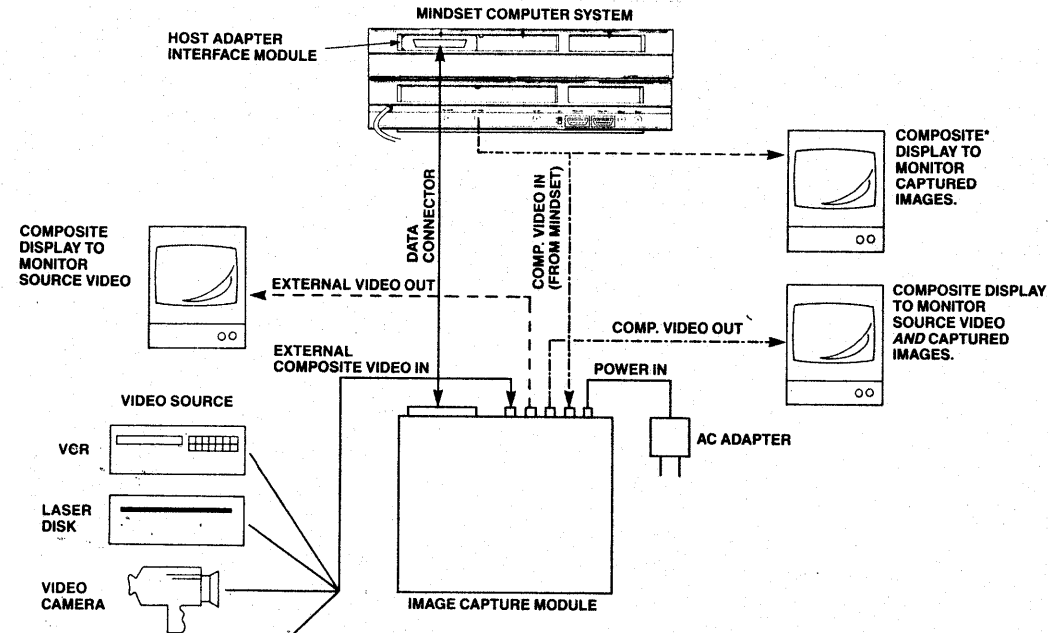 MINDSET COMPUTER SYSTEM
HOST ADAPTER
INTERFACE MODULE
COMPOSITE*
DISPLAY TO
MONITOR
CAPTURED
IMAGES.
DATA
CONNECTOR
COMP. VIDEO IN
(FROM MINDSET)
COMPOSITE
DISPLAY TO
MONITOR
SOURCE VIDEO
EXTERNAL VIDEO OUT
COMPOSITE DISPLAY
TO MONITOR
SOURCE VIDEO
AND CAPTURED
IMAGES.
COMP. VIDEO OUT
EXTERNAL
COMPOSITE VIDEO IN
POWER IN
VIDEO SOURCE
VCR
AC ADAPTER
LASER
DISK
VIDEO
CAMERA
IMAGE CAPTURE MODULE